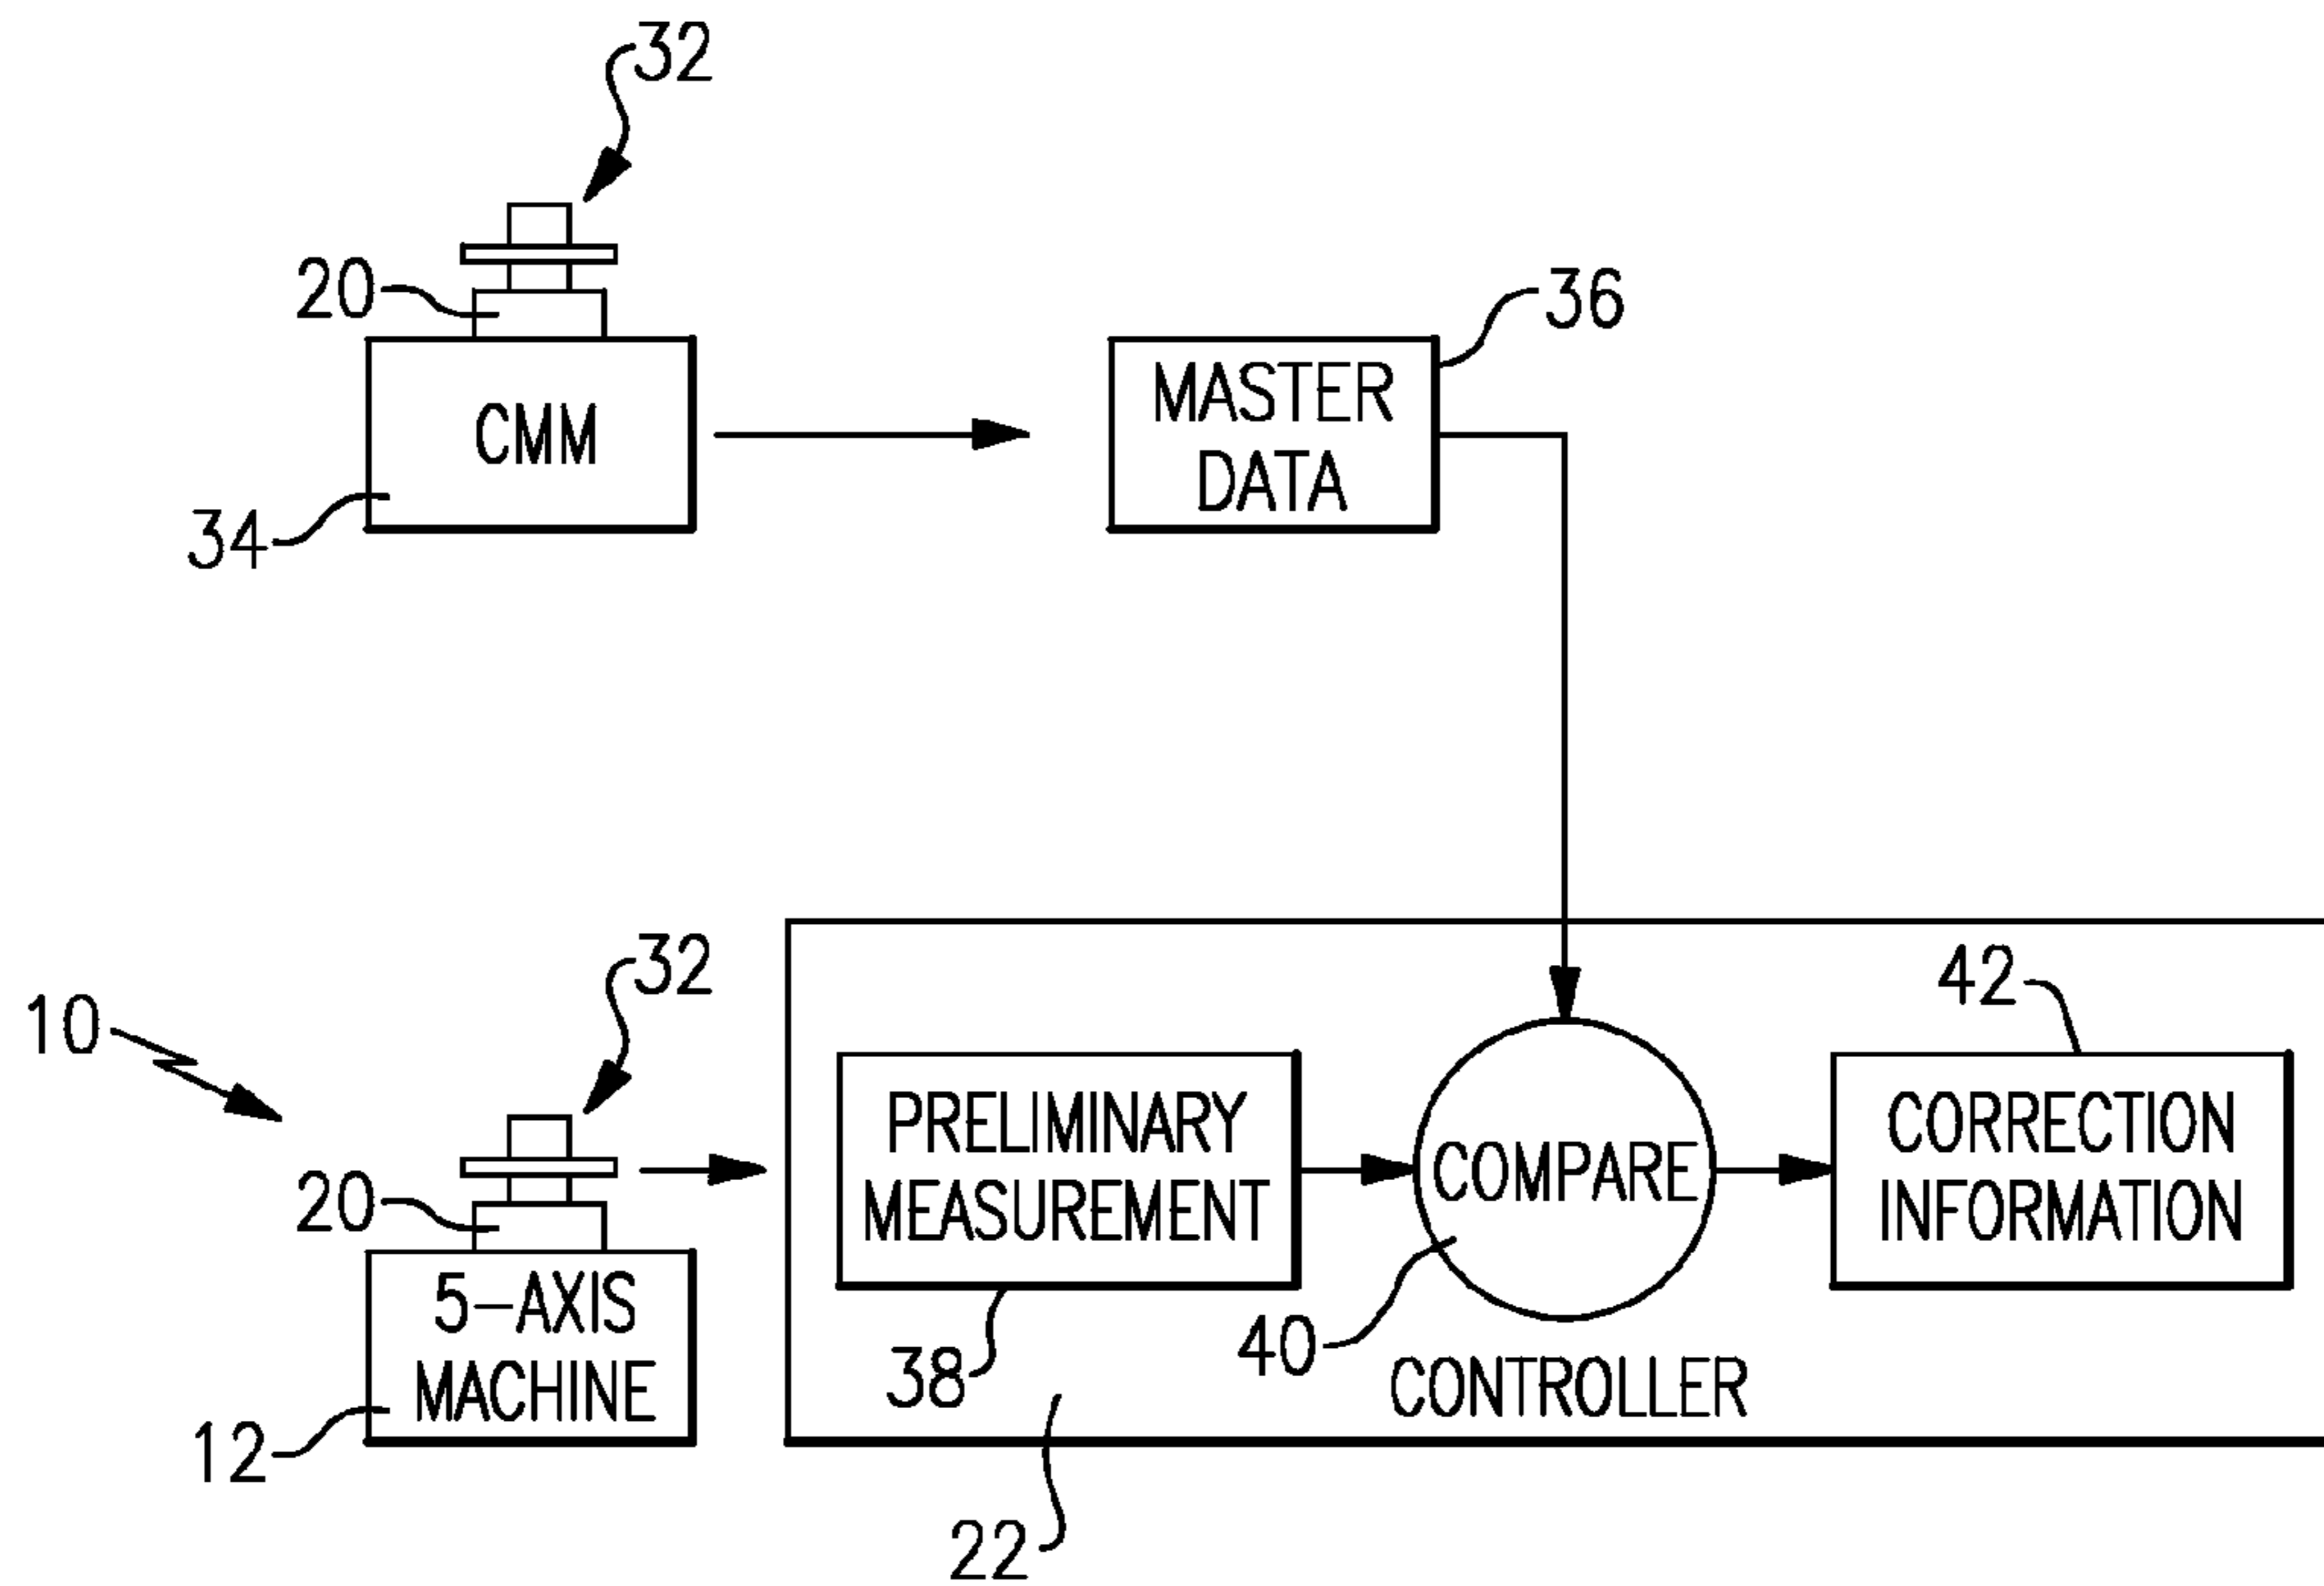 32
20
36
MASTER
DATA
CMM
34
32
42
10
PRELIMINARY
MEASUREMENT
COMPARE
CORRECTION
INFORMATION
20
5-AXIS
MACHINE
38
40
CONTROLLER
12
22